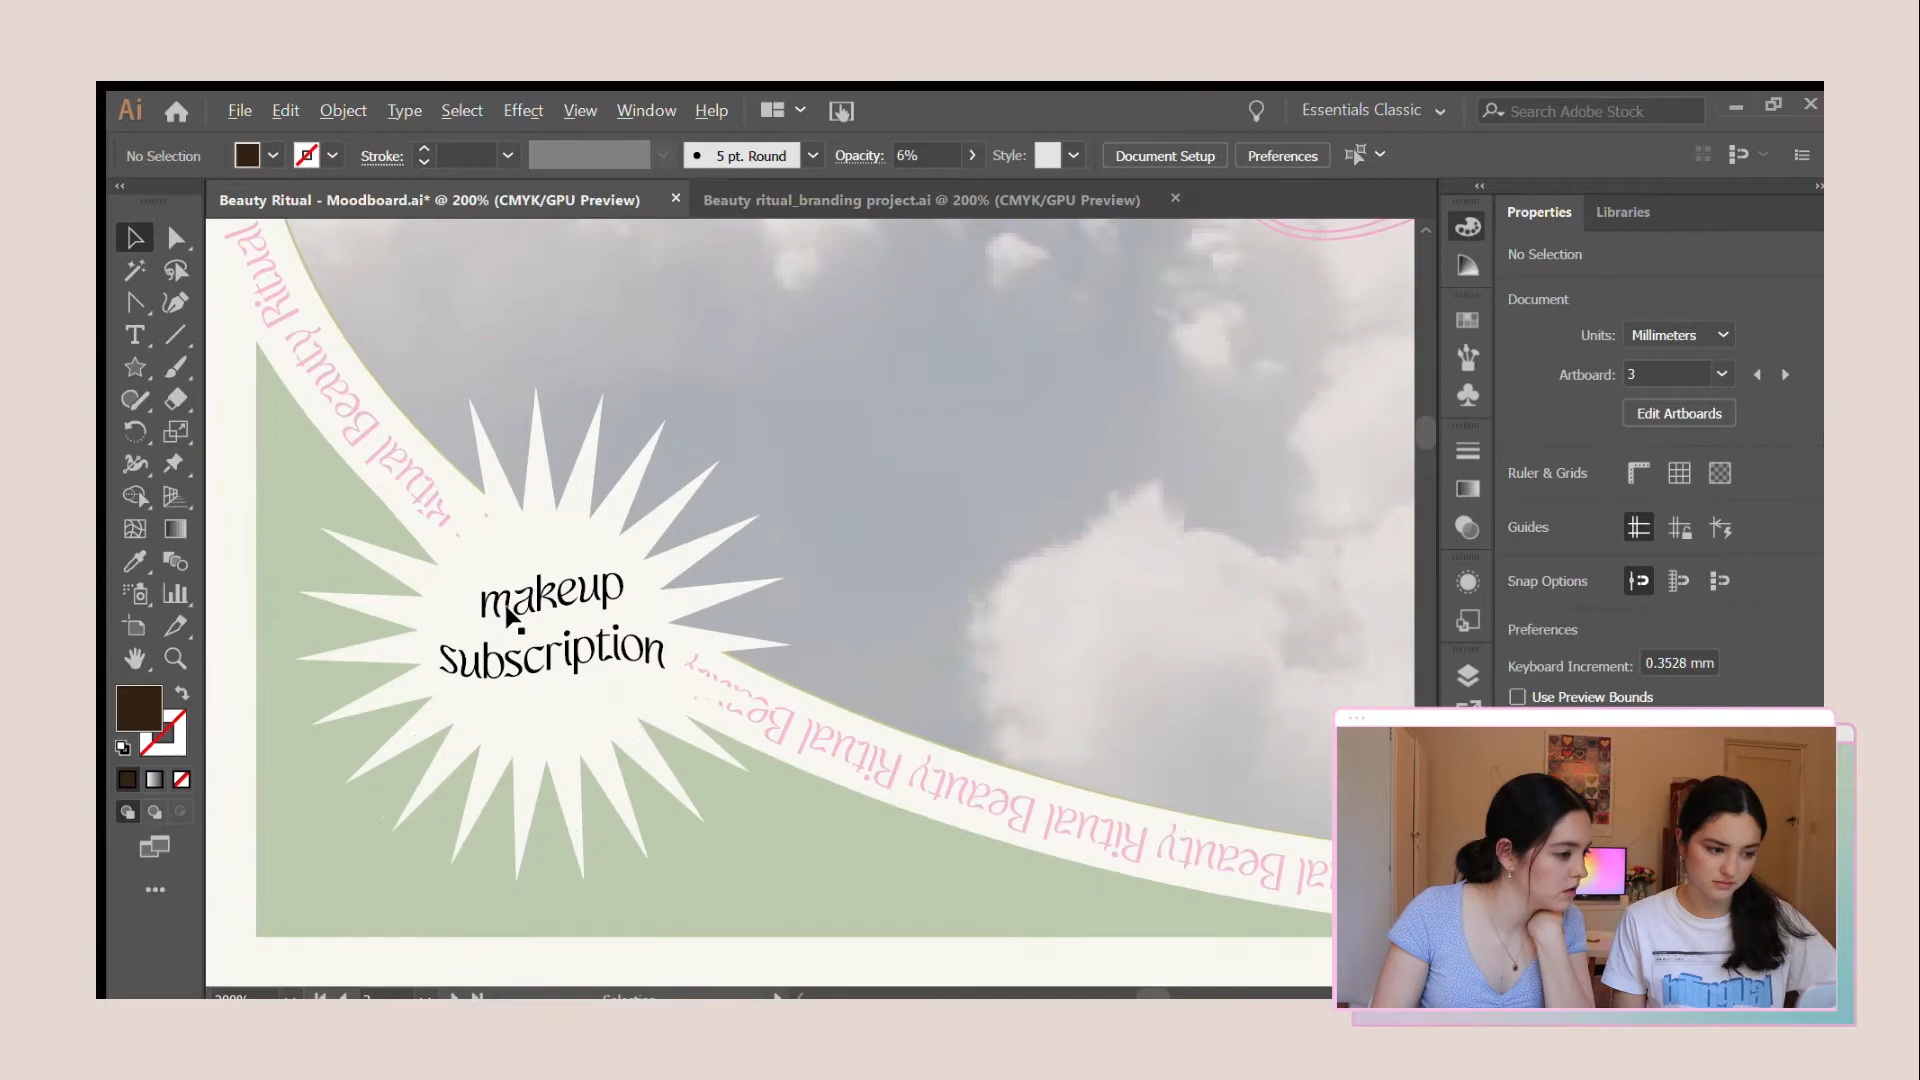 Ai File Edit Object Type Select Effect View Window Help Essentials Classic Search Adobe Stock
No Selection Stroke: 5 pt. Round Opacity: 6% Style: Document Setup Preferences
Beauty Ritual - Moodboard.ai* @ 200% (CMYK/GPU Preview) Beauty ritual_branding project.ai @ 200% (CMYK/GPU Preview)
Properties Libraries
No Selection
Document
Units: Millimeters
Artboard: 3
Edit Artboards
Ruler & Grids
Guides
Snap Options
Preferences
Keyboard Increment: 0.3528 mm
Use Preview Bounds
Ritual Beauty Ritual
makeup
subscription
Beauty Ritual Beauty Ritual Beauty
bilingual